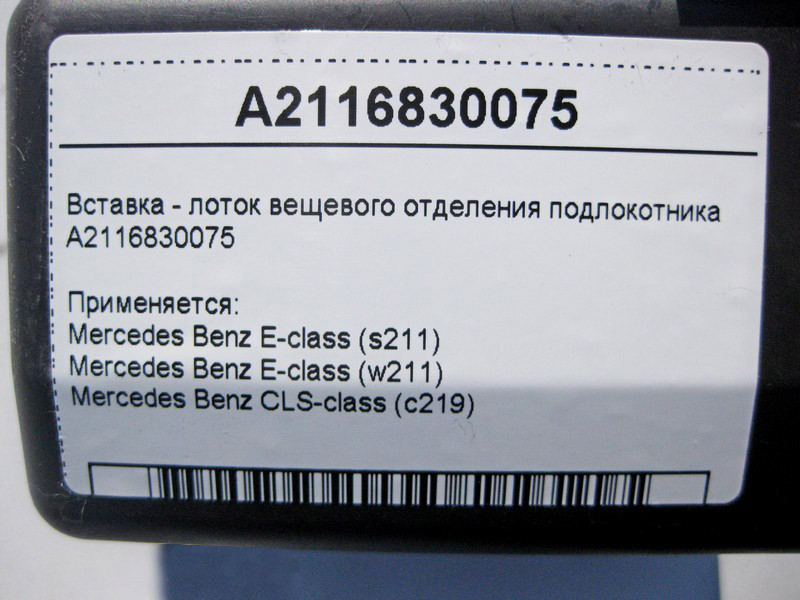 A2116830075
Вставка - лоток вещевого отделения подлокотника
A2116830075
Применяется:
Mercedes Benz E-class (s211)
Mercedes Benz E-class (w211)
Mercedes Benz CLS-class (c219)